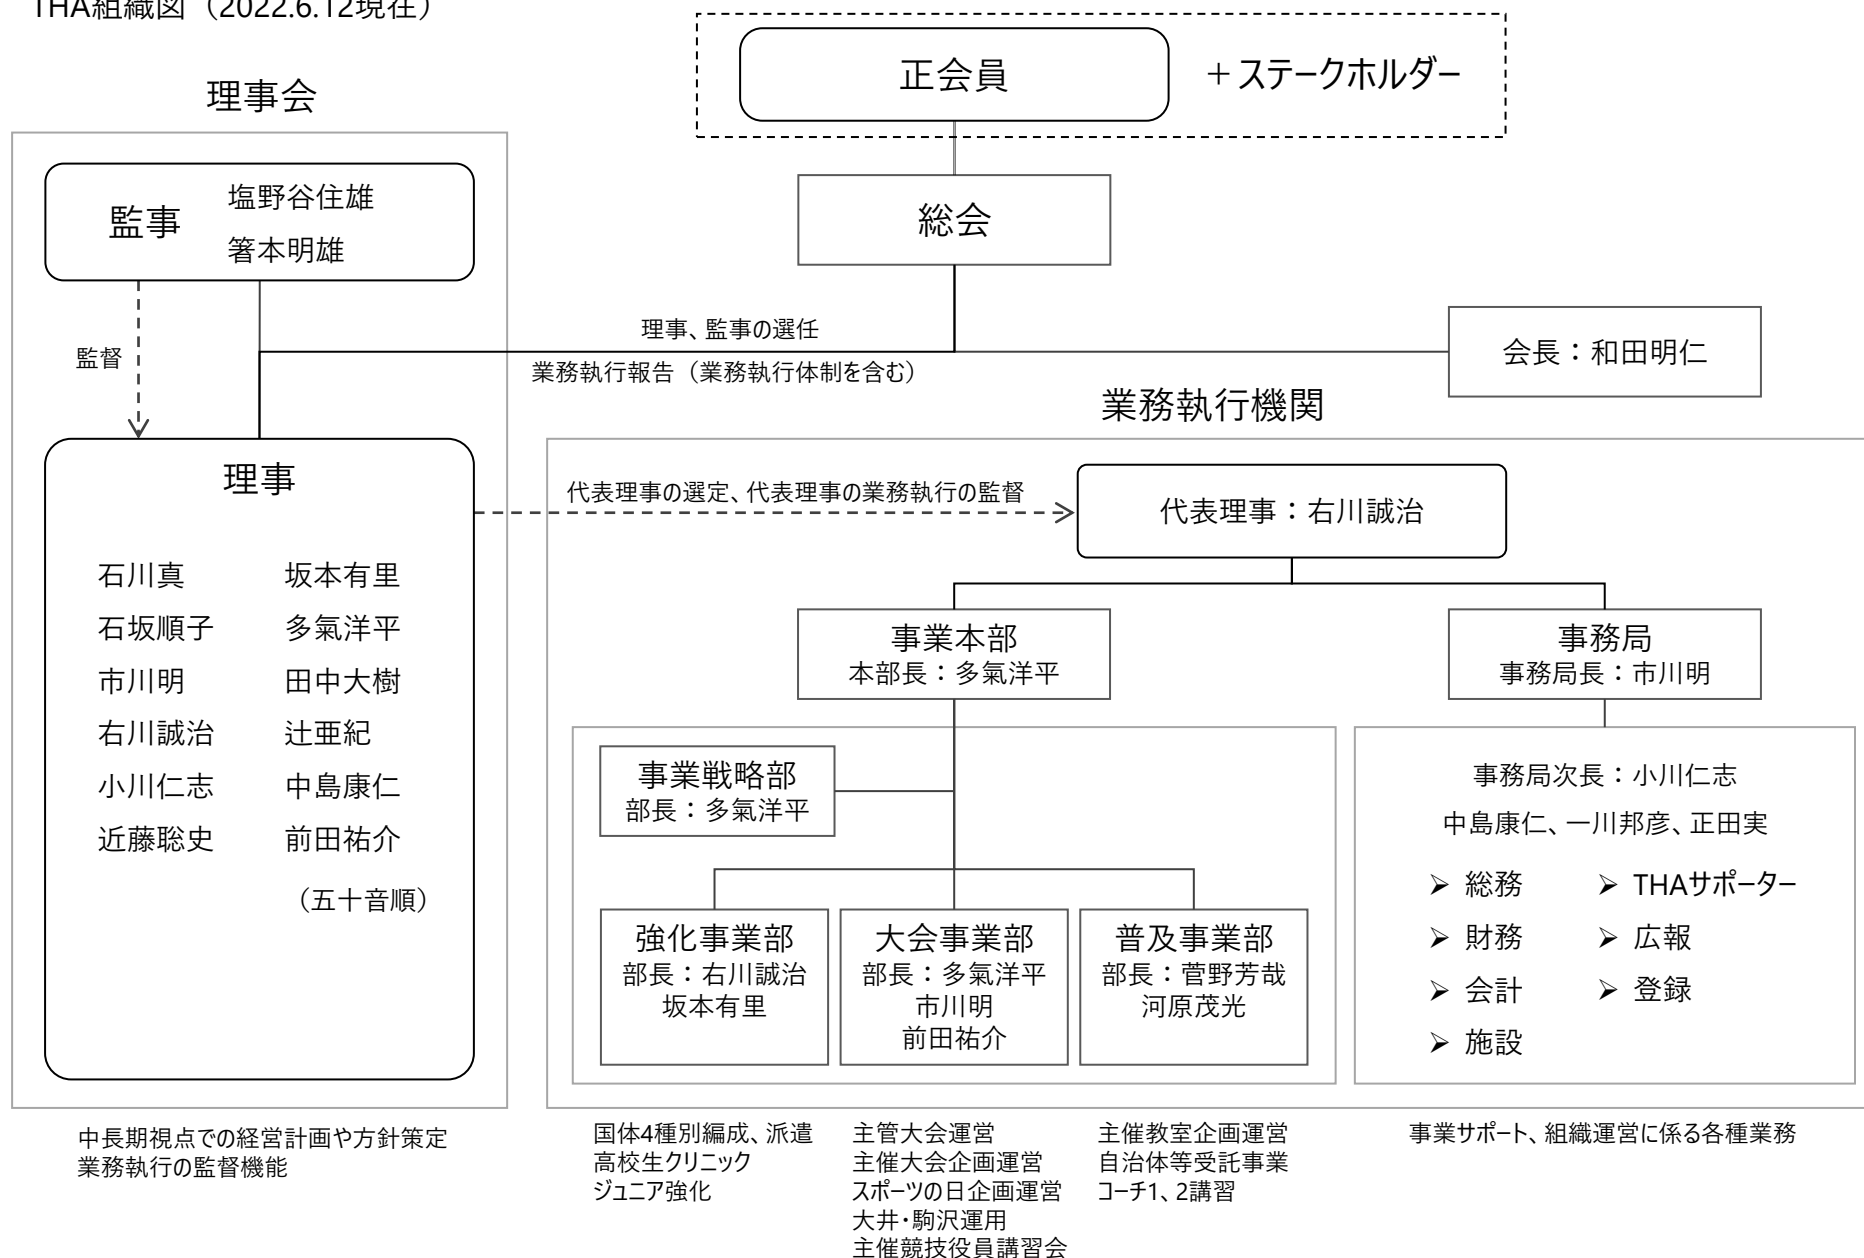 THA組織図（2022.6.12現在）
正会員
＋ステークホルダー
理事会
監事
塩野谷住雄
箸本明雄
総会
監督
理事、監事の選任
業務執行報告（業務執行体制を含む）
会長：和田明仁
業務執行機関
理事
石川真
石坂順子
市川明
右川誠治
小川仁志
近藤聡史
坂本有里
多氣洋平
田中大樹
辻亜紀
中島康仁
前田祐介
（五十音順）
代表理事の選定、代表理事の業務執行の監督
代表理事：右川誠治
事業本部
本部長：多氣洋平
事務局
事務局長：市川明
事業戦略部
部長：多氣洋平
強化事業部
部長：右川誠治
坂本有里
大会事業部
部長：多氣洋平
市川明
前田祐介
普及事業部
部長：菅野芳哉
河原茂光
事務局次長：小川仁志
中島康仁、一川邦彦、正田実
➢ 総務
➢ 財務
➢ 会計
➢ 施設
➢ THAサポーター
➢ 広報
➢ 登録
中長期視点での経営計画や方針策定
業務執行の監督機能
国体4種別編成、派遣
高校生クリニック
ジュニア強化
主管大会運営
主催大会企画運営
スポーツの日企画運営
大井・駒沢運用
主催競技役員講習会
主催教室企画運営
自治体等受託事業
コーチ1、2講習
事業サポート、組織運営に係る各種業務